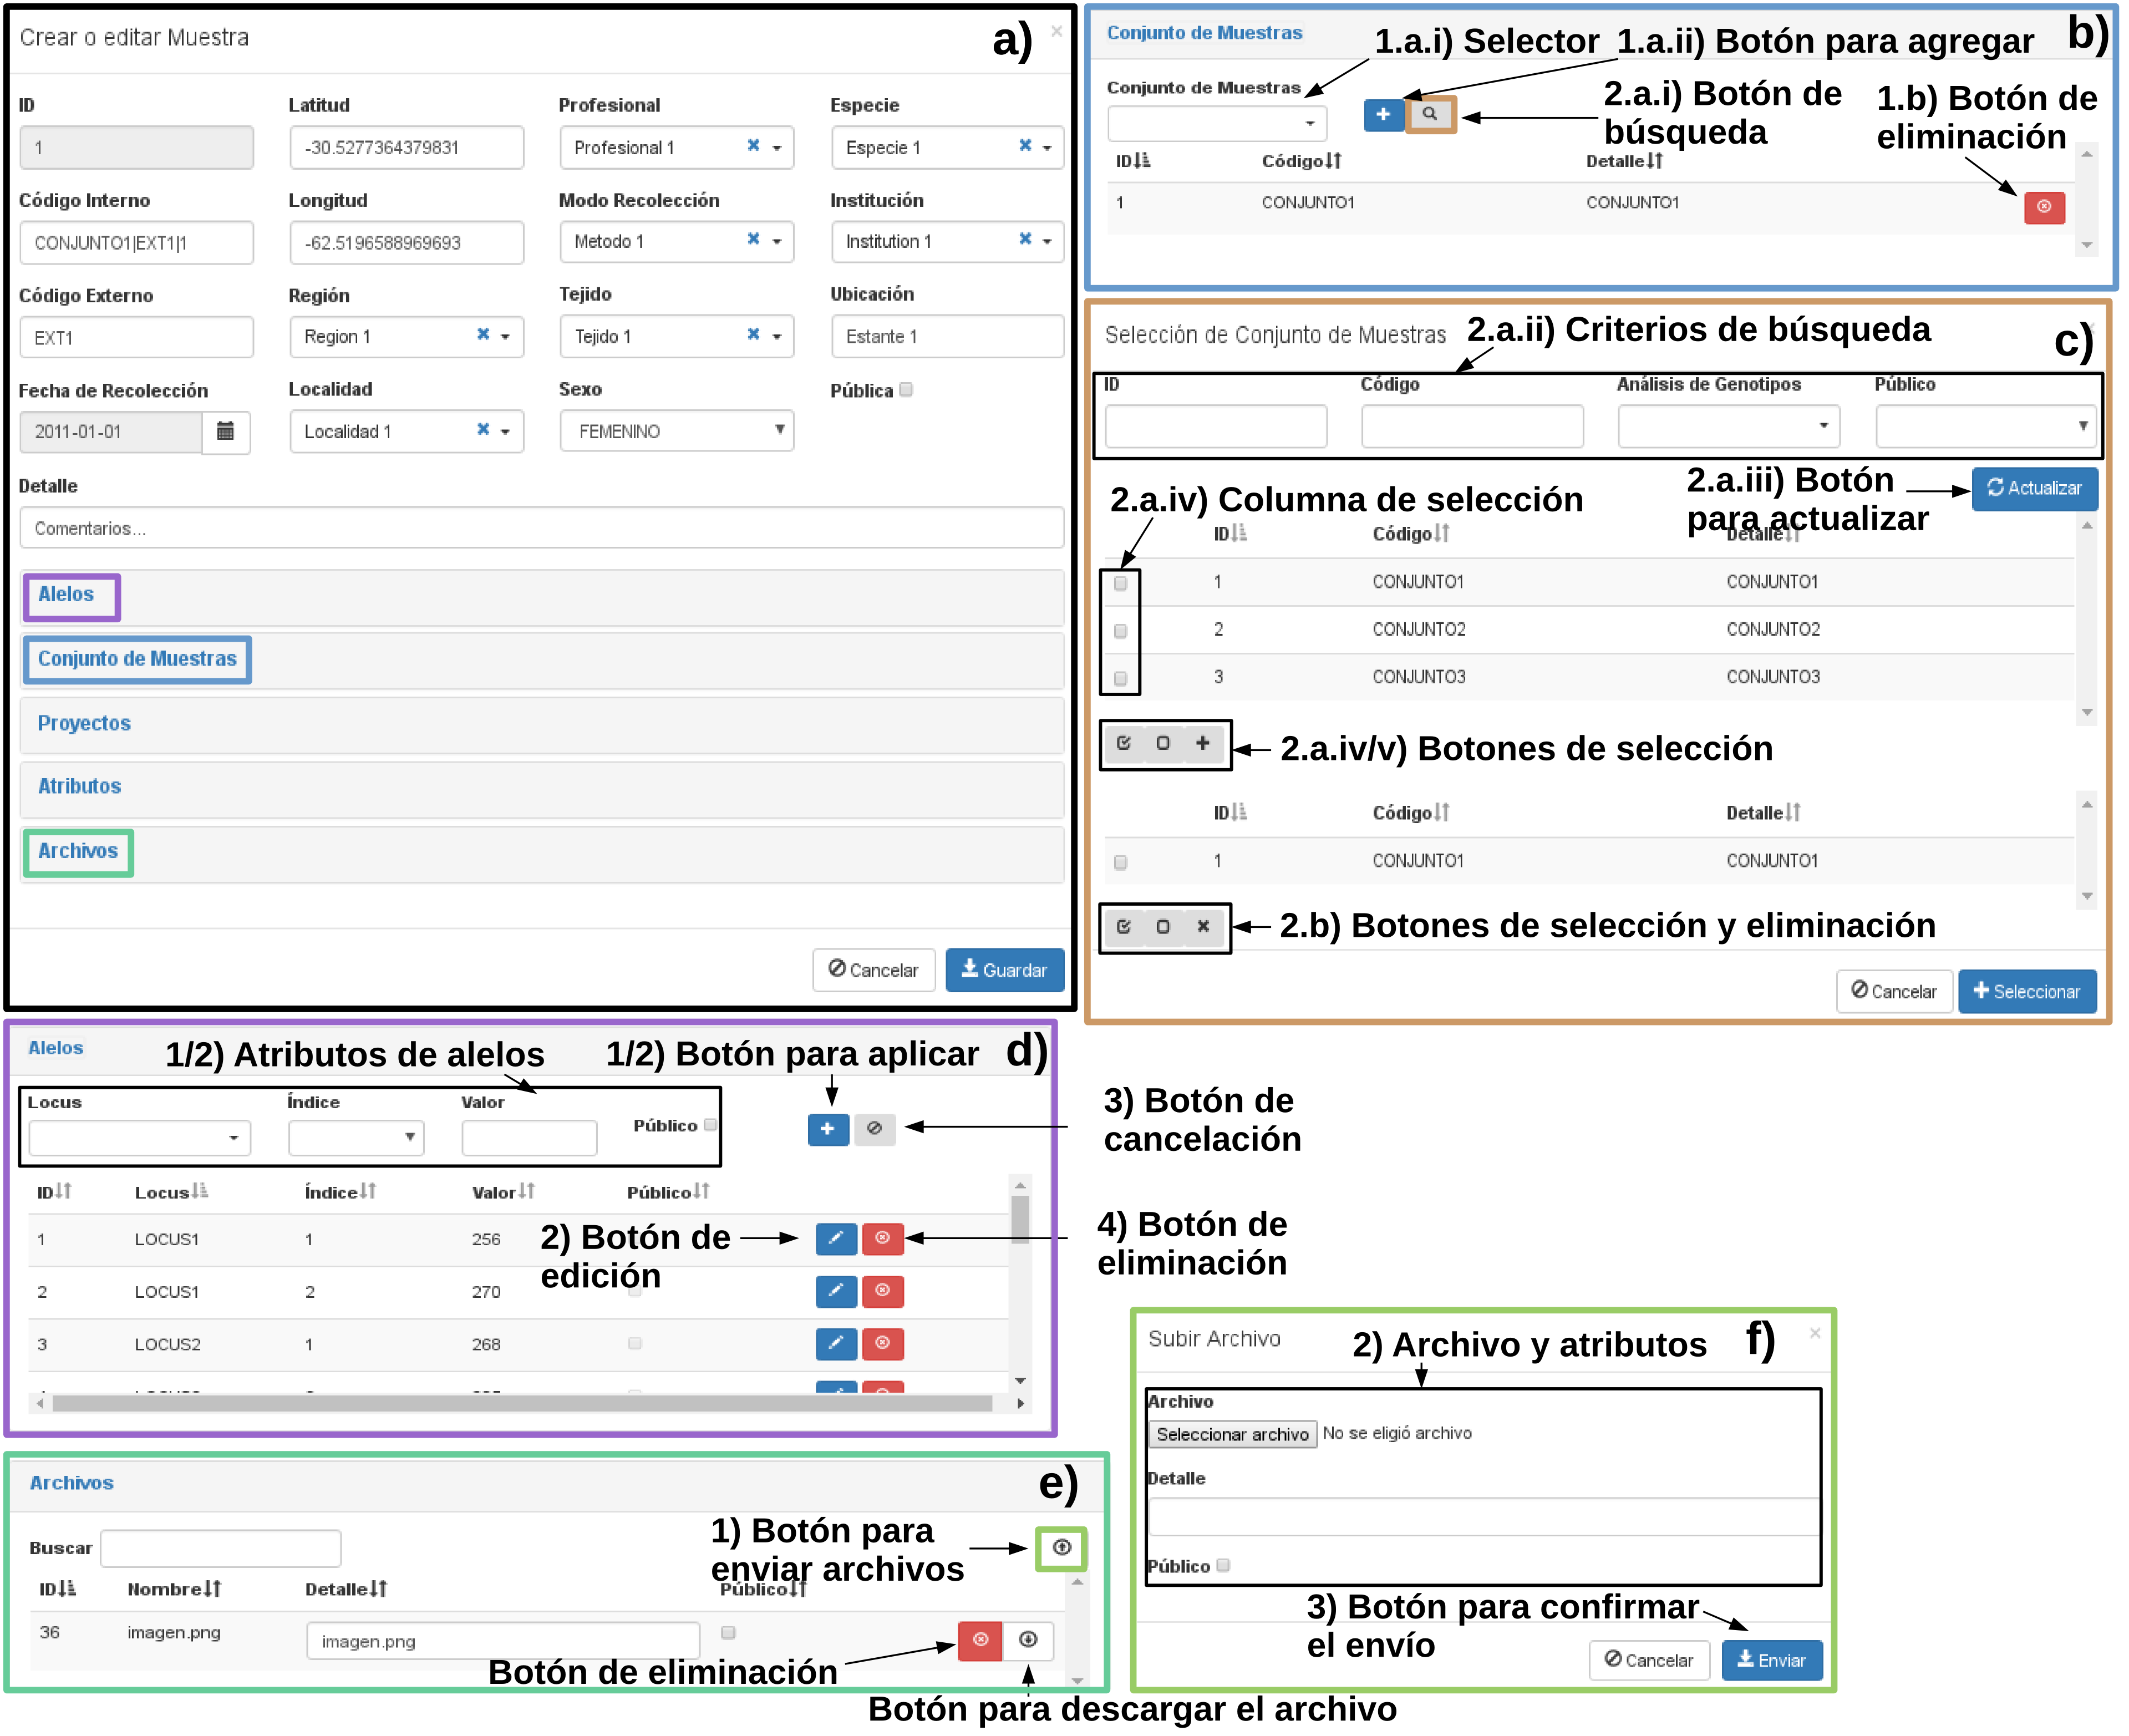 a)
Crear o editar Muestra
ID
Latitud
Profesional
Especie
1
-30.5277364379831
Profesional 1
Especie 1
Código Interno
Longitud
Modo Recolección
Institución
CONJUNTO1|EXT1|1
-62.5196588969693
Metodo 1
Institution 1
Código Externo
Región
Tejido
Ubicación
EXT1
Region 1
Tejido 1
Estante 1
Fecha de Recolección
Localidad
Sexo
Pública
2011-01-01
Localidad 1
FEMENINO
Detalle
Comentarios...
Alelos
Conjunto de Muestras
Proyectos
Atributos
Archivos
Cancelar
Guardar
b)
Conjunto de Muestras
1.a.i) Selector
1.a.ii) Botón para agregar
Conjunto de Muestras
2.a.i) Botón de
búsqueda
1.b) Botón de
eliminación
ID
Código
Detalle
1
CONJUNTO1
CONJUNTO1
c)
Selección de Conjunto de Muestras
2.a.ii) Criterios de búsqueda
ID
Código
Análisis de Genotipos
Público
2.a.iii) Botón
para actualizar
Actualizar
2.a.iv) Columna de selección
ID
Código
Detalle
1
CONJUNTO1
CONJUNTO1
2
CONJUNTO2
CONJUNTO2
3
CONJUNTO3
CONJUNTO3
2.a.iv/v) Botones de selección
ID
Código
Detalle
1
CONJUNTO1
CONJUNTO1
2.b) Botones de selección y eliminación
Cancelar
Seleccionar
d)
Alelos
1/2) Atributos de alelos
1/2) Botón para aplicar
Locus
Índice
Valor
Público
3) Botón de
cancelación
ID
Locus
Índice
Valor
Público
1
LOCUS1
1
256
2) Botón de
edición
4) Botón de
eliminación
2
LOCUS1
2
270
3
LOCUS2
1
268
e)
Archivos
Buscar
1) Botón para
enviar archivos
ID
Nombre
Detalle
Público
36
imagen.png
imagen.png
Botón de eliminación
Botón para descargar el archivo
f)
Subir Archivo
2) Archivo y atributos
Archivo
Seleccionar archivo
No se eligió archivo
Detalle
Público
3) Botón para confirmar
el envío
Cancelar
Enviar